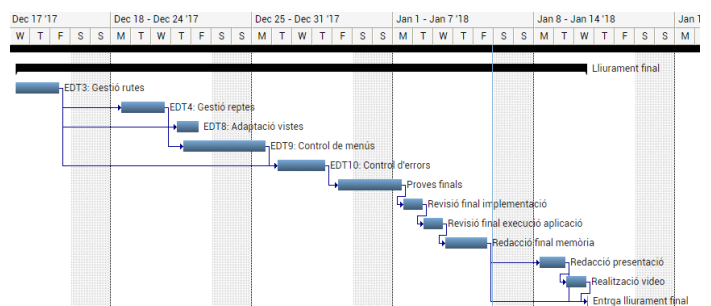 Dec 17 '17 Dec 18 - Dec 24 '17 Dec 25 - Dec 31 '17 Jan 1 - Jan 7 '18 Jan 8 - Jan 14 '18 Jan 1
W T F S S M T W T F S S M T W T F S S M T W T F S S M T W T F S S M
Lliurament final
EDT3: Gestió rutes
EDT4: Gestió reptes
EDT8: Adaptació vistes
EDT9: Control de menús
EDT10: Control d'errors
Proves finals
Revisió final implementació
Revisió final execució aplicació
Redacció final memòria
Redacció presentació
Realització video
Entrga lliurament final